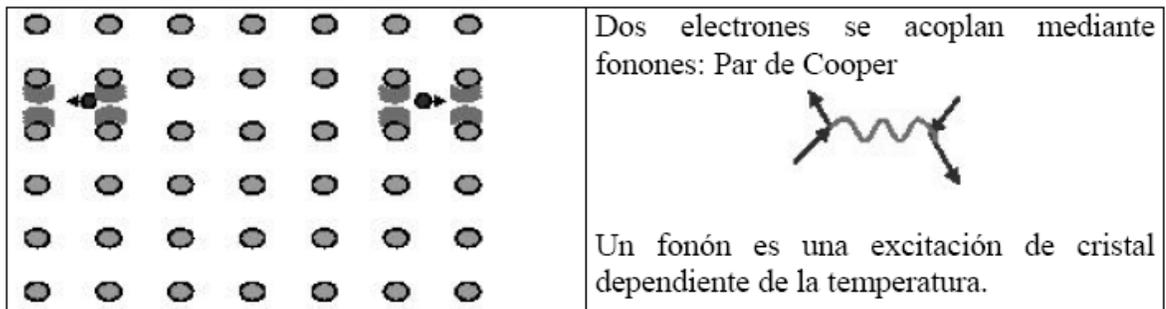 Dos electrones se acoplan mediante
fonones: Par de Cooper
Un fonón es una excitación de cristal
dependiente de la temperatura.